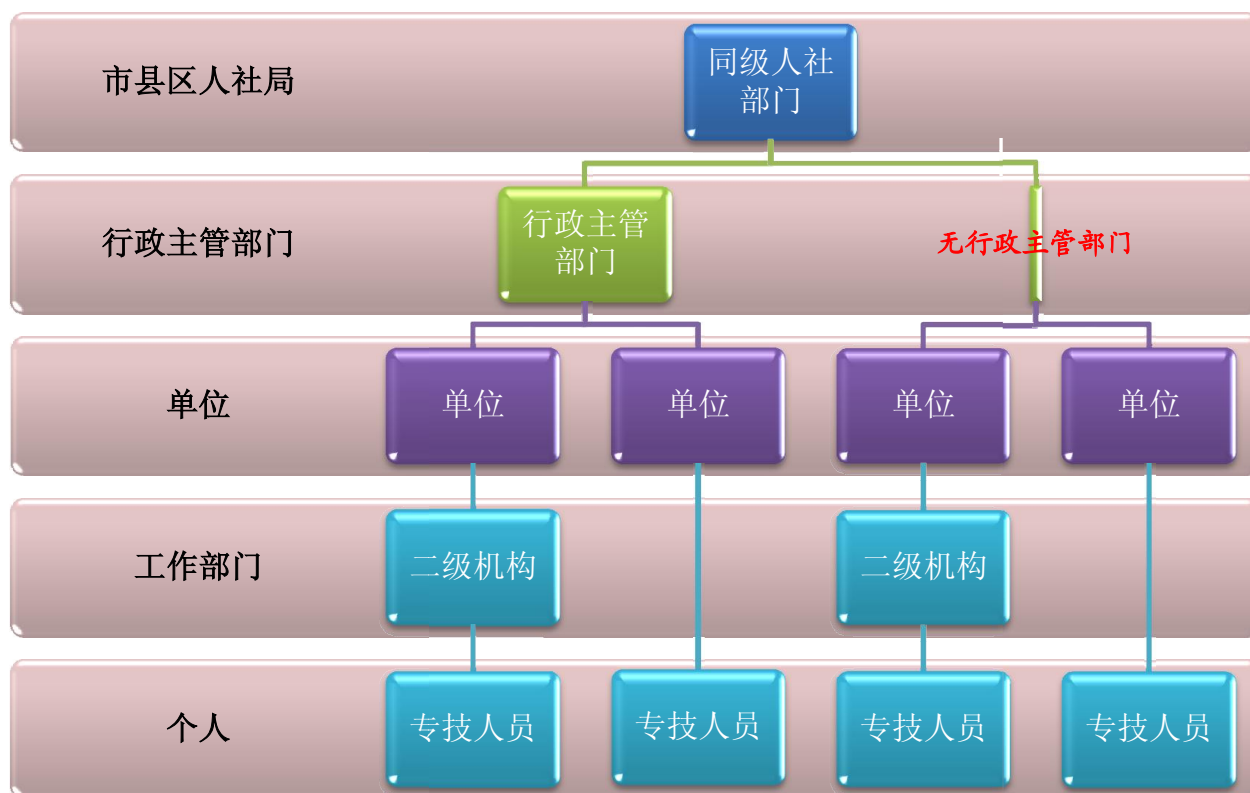 市县区人社局
同级人社
部门
行政主管部门
行政主管
部门
无行政主管部门
单位
单位
单位
单位
单位
工作部门
二级机构
二级机构
个人
专技人员
专技人员
专技人员
专技人员